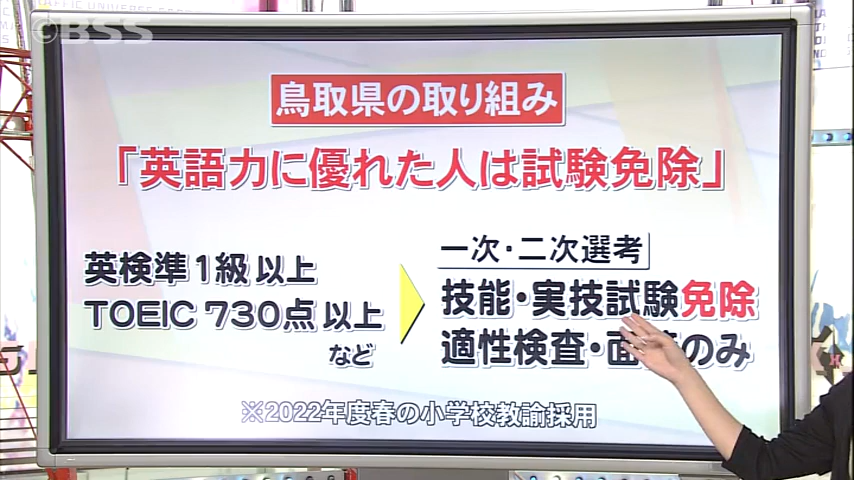 ©BSS
鳥取県の取り組み
「英語力に優れた人は試験免除」
英検準1級以上
TOEIC 730点以上
など
一次・二次選考
技能・実技試験免除
適性検査・面のみ
※2022年度春の小学校教諭採用